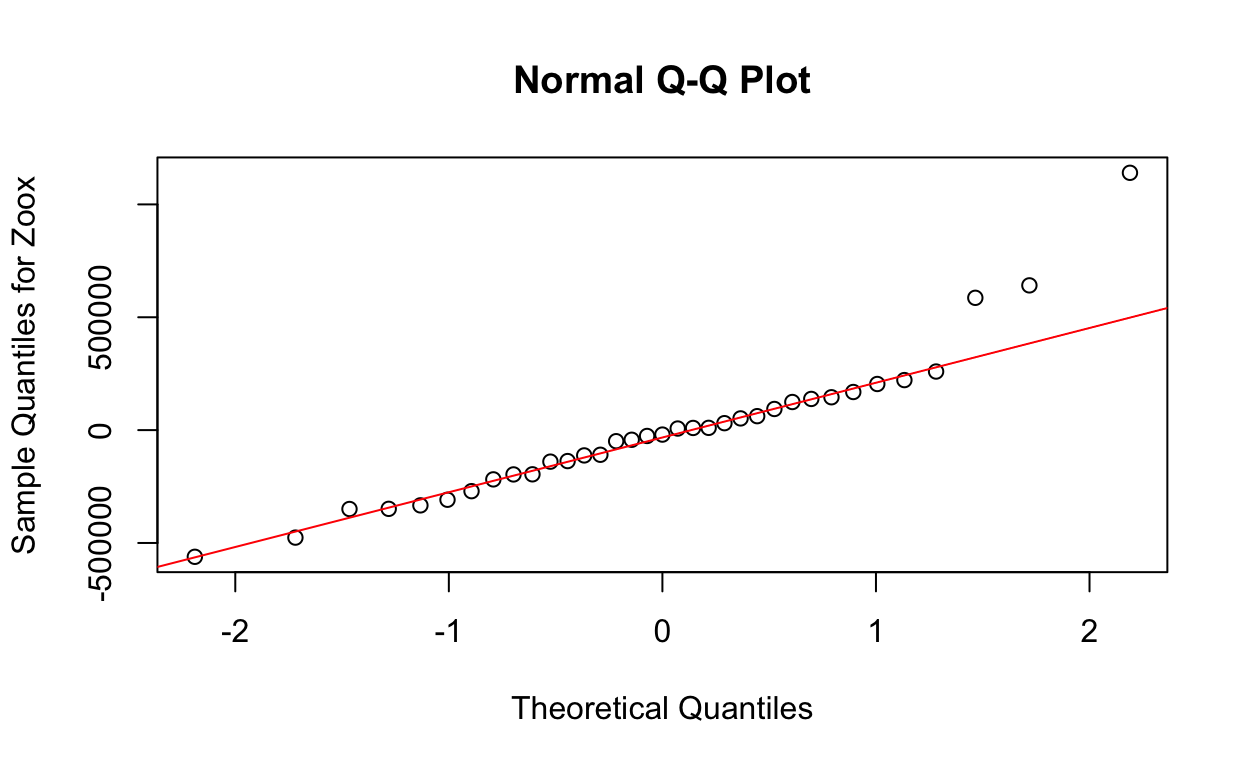 Normal Q-Q Plot
Sample Quantiles for Zoox
500000
0
-500000
-2 -1 0 1 2
Theoretical Quantiles